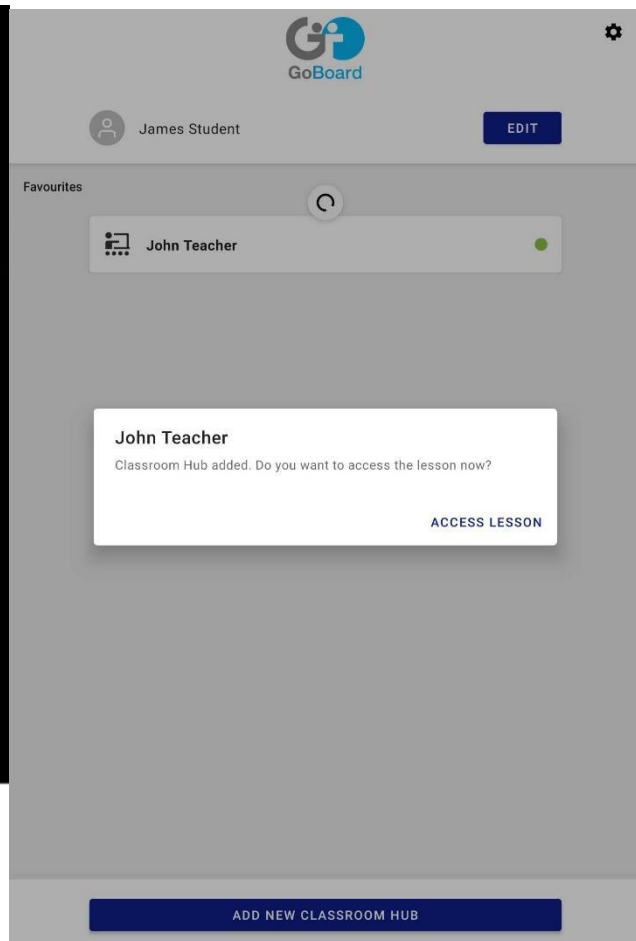 GoBoard
James Student
EDIT
Favourites
John Teacher
John Teacher
Classroom Hub added. Do you want to access the lesson now?
ACCESS LESSON
ADD NEW CLASSROOM HUB